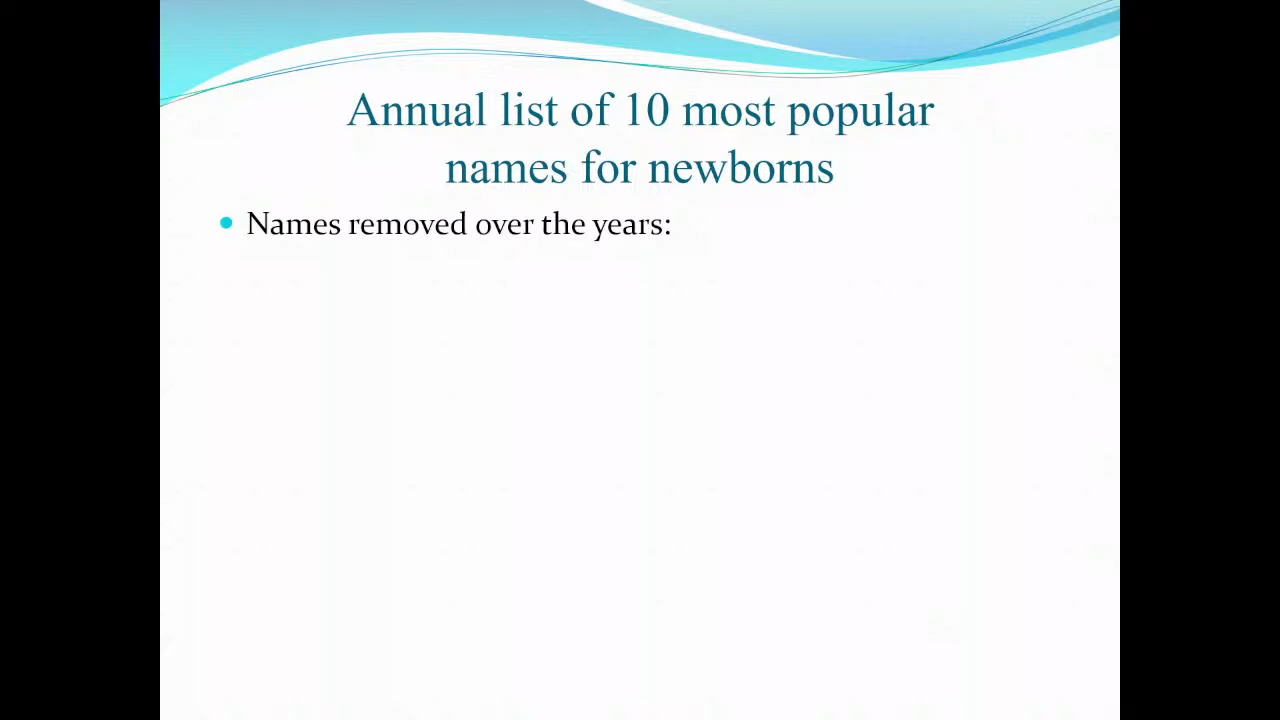 Annual list of 10 most popular
names for newborns
• Names removed over the years: